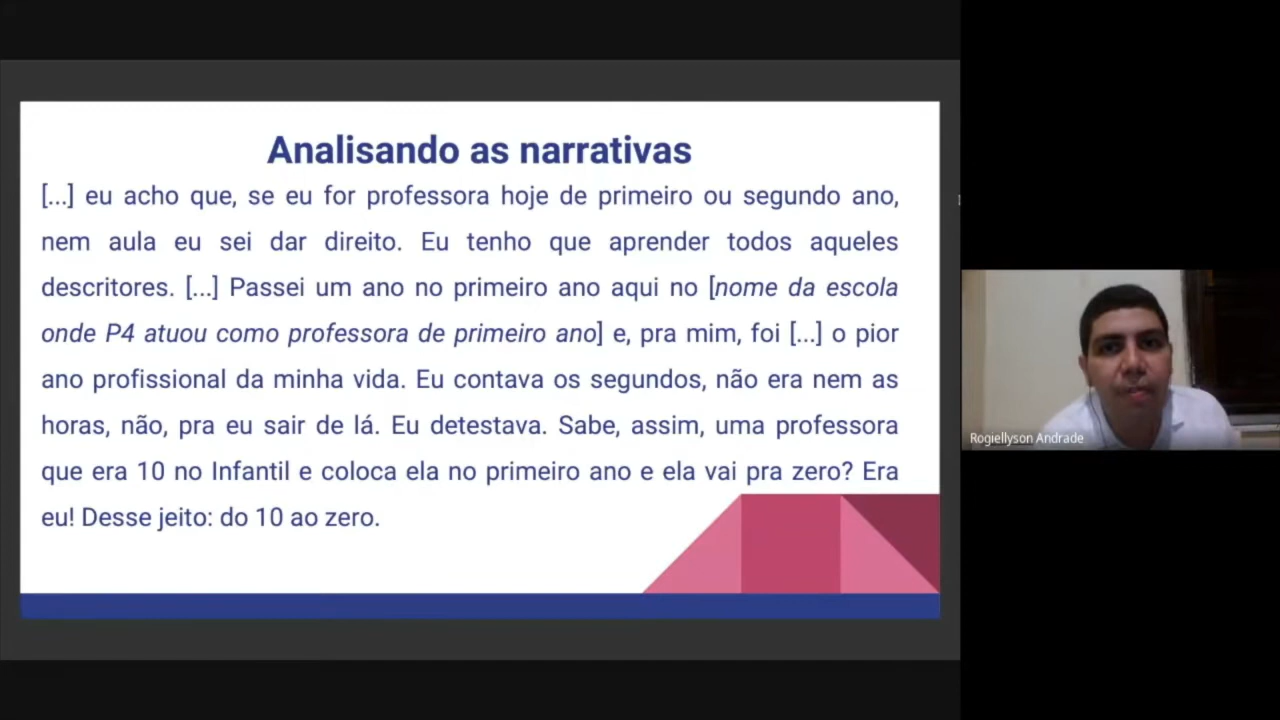 Analisando as narrativas
[...] eu acho que, se eu for professora hoje de primeiro ou segundo ano,
nem aula eu sei dar direito. Eu tenho que aprender todos aqueles
descritores. [...] Passei um ano no primeiro ano aqui no [nome da escola
onde P4 atuou como professora de primeiro ano] e, pra mim, foi [...] o pior
ano profissional da minha vida. Eu contava os segundos, não era nem as
horas, não, pra eu sair de lá. Eu detestava. Sabe, assim, uma professora
que era 10 no Infantil e coloca ela no primeiro ano e ela vai pra zero? Era
eu! Desse jeito: do 10 ao zero.
Rogiellyson Andrade